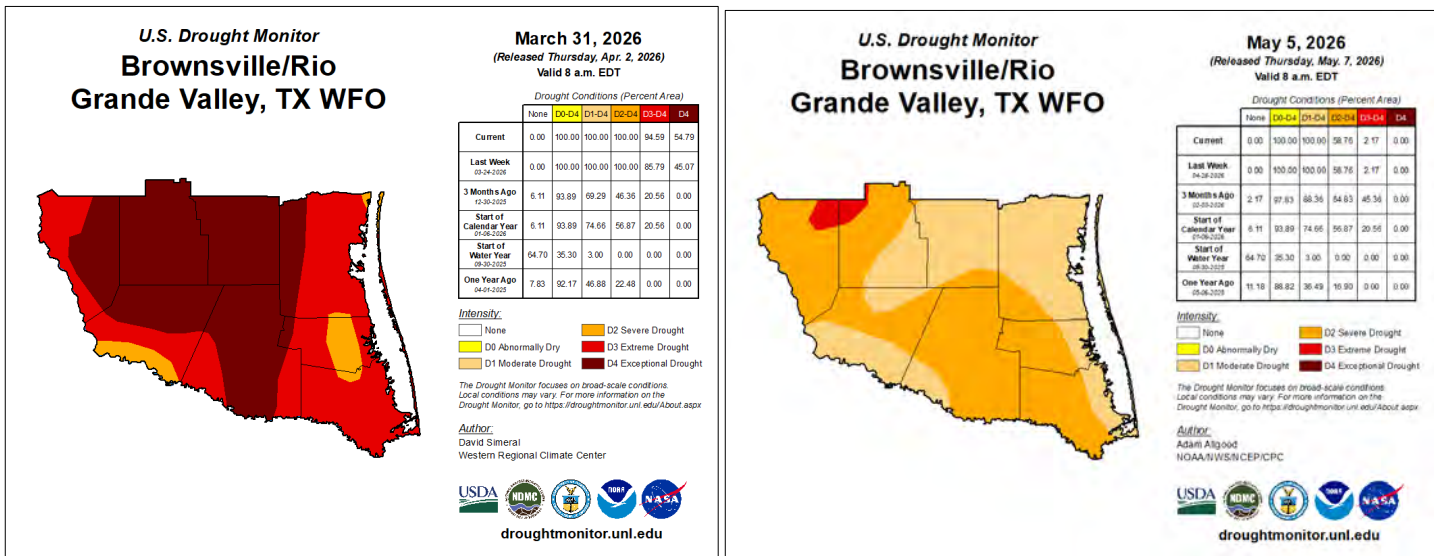 U.S. Drought Monitor
Brownsville/Rio
Grande Valley, TX WFO
March 31, 2026
(Released Thursday, Apr. 2, 2026)
Valid 8 a.m. EDT
Drought Conditions (Percent Area)
None D0-D4 D1-D4 D2-D4 D3-D4 D4
Current 0.00 100.00 100.00 100.00 94.59 54.79
Last Week 03-24-2026 0.00 100.00 100.00 100.00 85.79 45.07
3 Months Ago 12-30-2025 6.11 93.89 69.29 46.36 20.56 0.00
Start of Calendar Year 01-06-2026 6.11 93.89 74.66 56.87 20.56 0.00
Start of Water Year 09-30-2025 64.70 35.30 3.00 0.00 0.00 0.00
One Year Ago 04-01-2025 7.83 92.17 46.88 22.48 0.00 0.00
Intensity:
None
D0 Abnormally Dry
D1 Moderate Drought
D2 Severe Drought
D3 Extreme Drought
D4 Exceptional Drought
The Drought Monitor focuses on broad-scale conditions.
Local conditions may vary. For more information on the
Drought Monitor, go to https://droughtmonitor.unl.edu/About.aspx
Author:
David Simeral
Western Regional Climate Center
USDA
NDMC
NOAA
NASA
droughtmonitor.unl.edu
U.S. Drought Monitor
Brownsville/Rio
Grande Valley, TX WFO
May 5, 2026
(Released Thursday, May. 7, 2026)
Valid 8 a.m. EDT
Drought Conditions (Percent Area)
None D0-D4 D1-D4 D2-D4 D3-D4 D4
Current 0.00 100.00 100.00 58.76 2.17 0.00
Last Week 04-28-2026 0.00 100.00 100.00 58.76 2.17 0.00
3 Months Ago 02-03-2026 2.17 97.83 88.36 64.83 45.36 0.00
Start of Calendar Year 01-06-2026 6.11 93.89 74.66 56.87 20.56 0.00
Start of Water Year 09-30-2025 64.70 35.30 3.00 0.00 0.00 0.00
One Year Ago 05-06-2025 11.18 88.82 36.49 16.90 0.00 0.00
Intensity:
None
D0 Abnormally Dry
D1 Moderate Drought
D2 Severe Drought
D3 Extreme Drought
D4 Exceptional Drought
The Drought Monitor focuses on broad-scale conditions.
Local conditions may vary. For more information on the
Drought Monitor, go to https://droughtmonitor.unl.edu/About.aspx
Author:
Adam Allgood
NOAA/NWS/NCEP/CPC
USDA
NDMC
NOAA
NASA
droughtmonitor.unl.edu